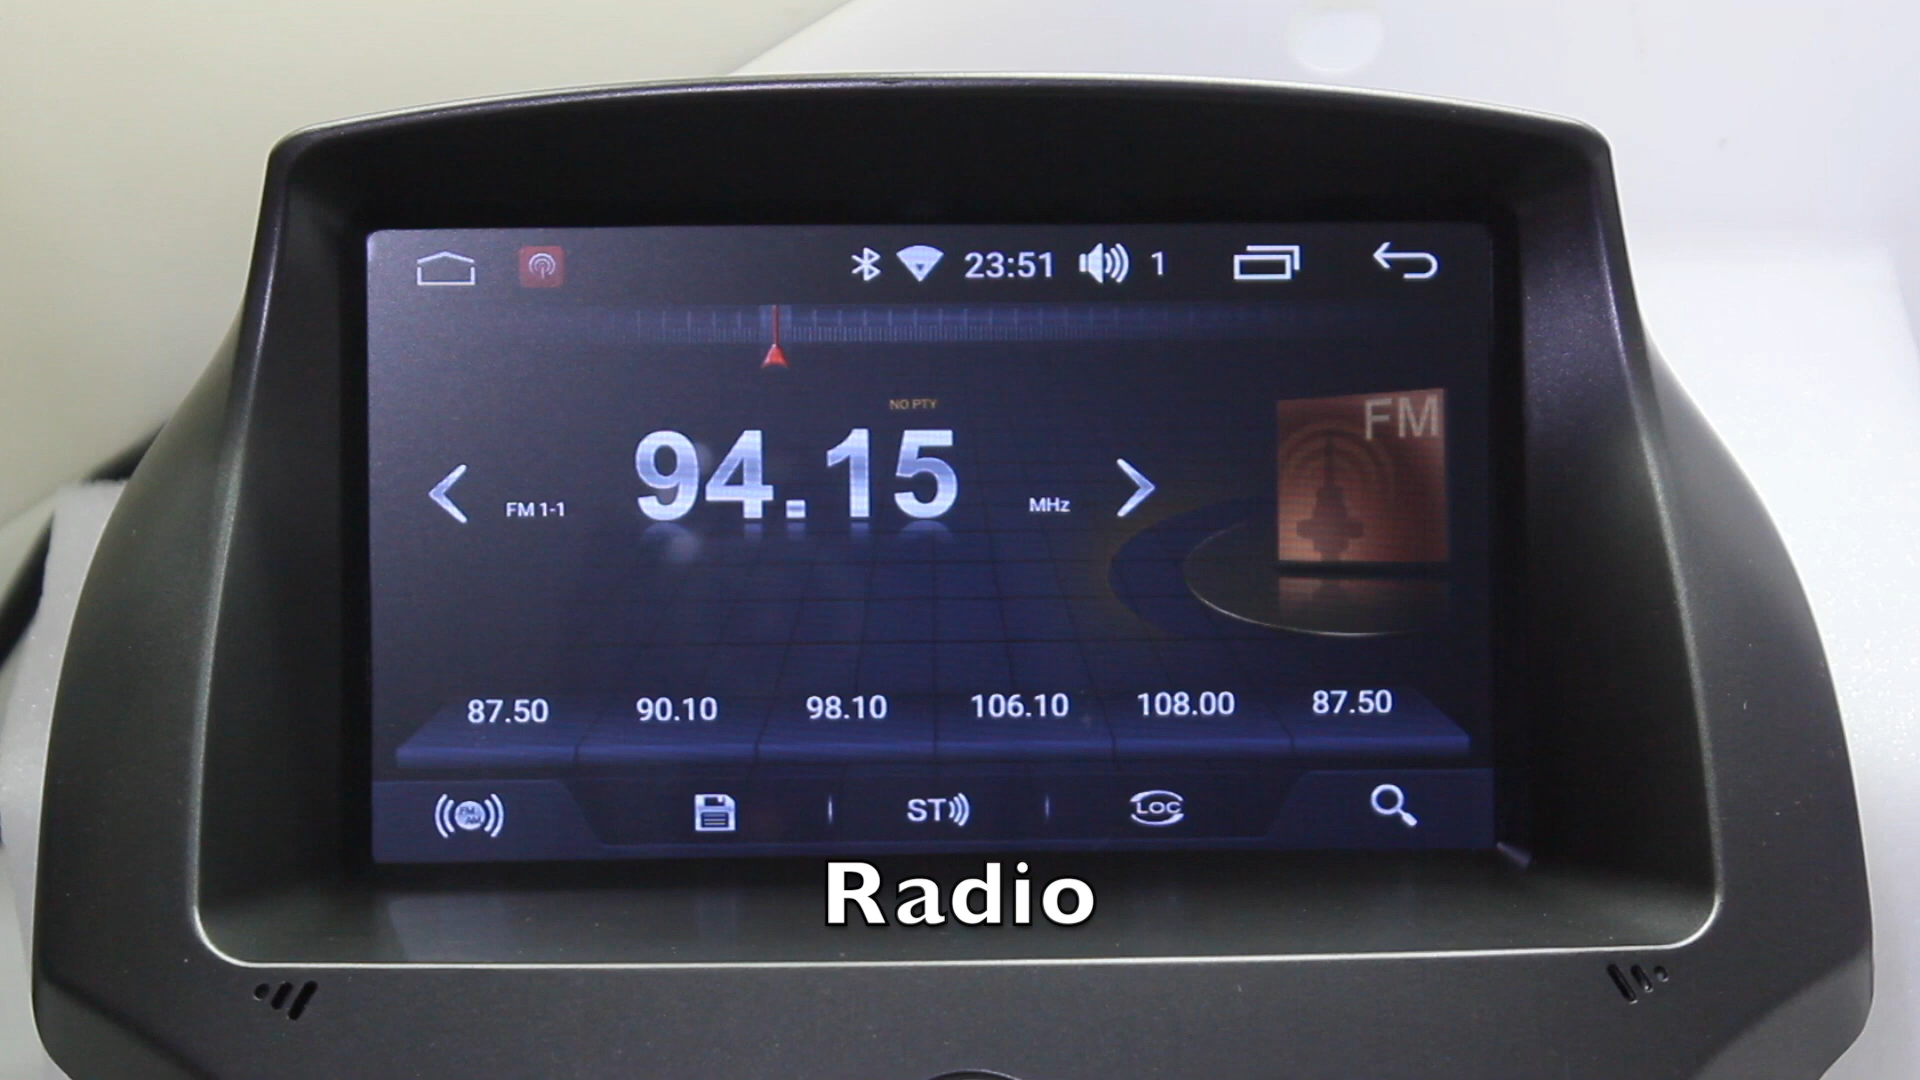 23:51 1
NO PTY
FM
FM 1-1 94.15 MHz
87.50 90.10 98.10 106.10 108.00 87.50
ST LOC
Radio